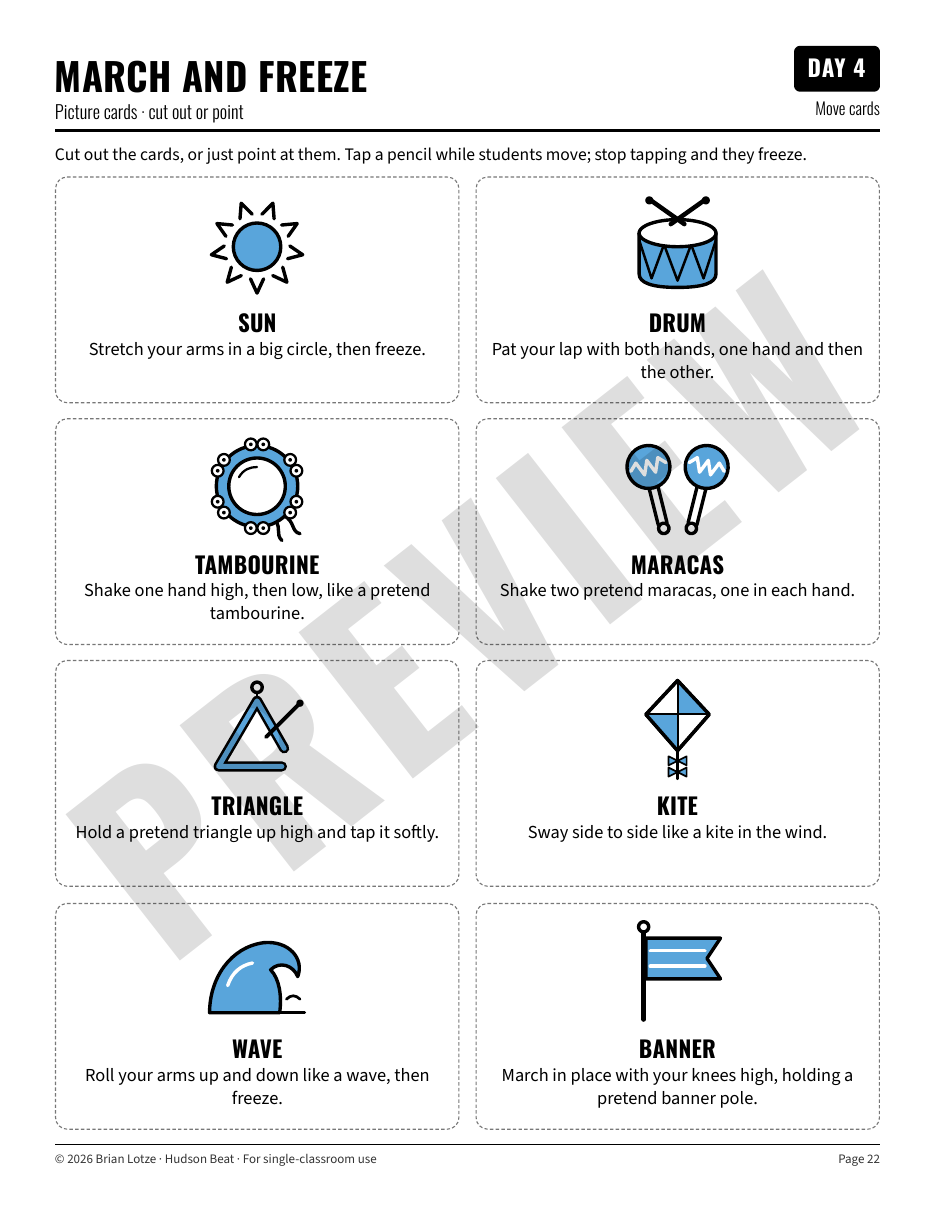 MARCH AND FREEZE
DAY 4
Picture cards · cut out or point
Move cards
Cut out the cards, or just point at them. Tap a pencil while students move; stop tapping and they freeze.
SUN
Stretch your arms in a big circle, then freeze.
DRUM
Pat your lap with both hands, one hand and then
the other.
TAMBOURINE
Shake one hand high, then low, like a pretend
tambourine.
MARACAS
Shake two pretend maracas, one in each hand.
TRIANGLE
Hold a pretend triangle up high and tap it softly.
KITE
Sway side to side like a kite in the wind.
WAVE
Roll your arms up and down like a wave, then
freeze.
BANNER
March in place with your knees high, holding a
pretend banner pole.
PREVIEW
© 2026 Brian Lotze · Hudson Beat · For single-classroom use
Page 22